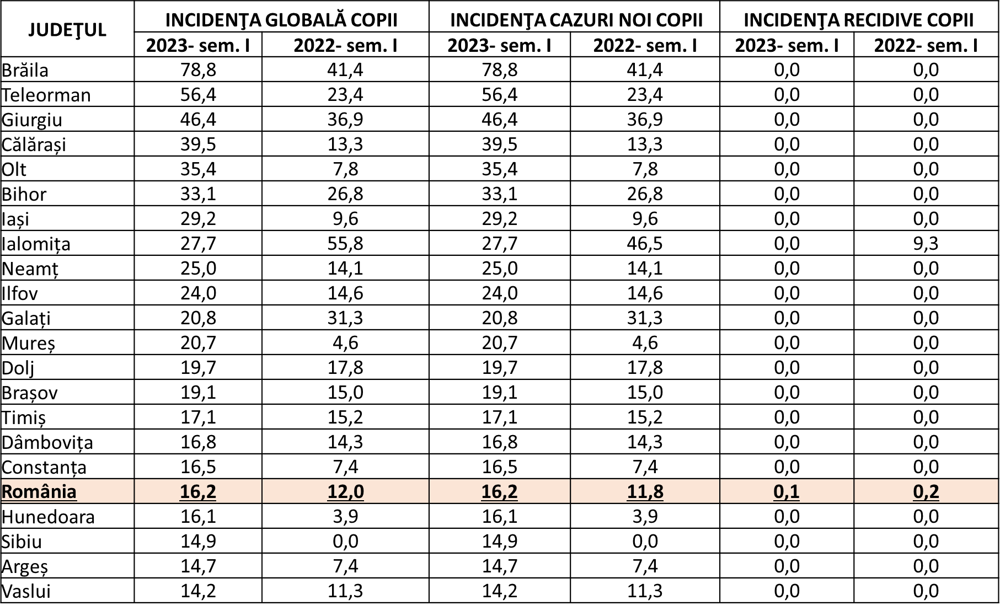 JUDEŢUL INCIDENŢA GLOBALĂ COPII INCIDENŢA CAZURI NOI COPII INCIDENŢA RECIDIVE COPII
2023- sem. I 2022- sem. I 2023- sem. I 2022- sem. I 2023- sem. I 2022- sem. I
Brăila 78,8 41,4 78,8 41,4 0,0 0,0
Teleorman 56,4 23,4 56,4 23,4 0,0 0,0
Giurgiu 46,4 36,9 46,4 36,9 0,0 0,0
Călărași 39,5 13,3 39,5 13,3 0,0 0,0
Olt 35,4 7,8 35,4 7,8 0,0 0,0
Bihor 33,1 26,8 33,1 26,8 0,0 0,0
Iași 29,2 9,6 29,2 9,6 0,0 0,0
Ialomița 27,7 55,8 27,7 46,5 0,0 9,3
Neamț 25,0 14,1 25,0 14,1 0,0 0,0
Ilfov 24,0 14,6 24,0 14,6 0,0 0,0
Galați 20,8 31,3 20,8 31,3 0,0 0,0
Mureș 20,7 4,6 20,7 4,6 0,0 0,0
Dolj 19,7 17,8 19,7 17,8 0,0 0,0
Brașov 19,1 15,0 19,1 15,0 0,0 0,0
Timiș 17,1 15,2 17,1 15,2 0,0 0,0
Dâmbovița 16,8 14,3 16,8 14,3 0,0 0,0
Constanța 16,5 7,4 16,5 7,4 0,0 0,0
România 16,2 12,0 16,2 11,8 0,1 0,2
Hunedoara 16,1 3,9 16,1 3,9 0,0 0,0
Sibiu 14,9 0,0 14,9 0,0 0,0 0,0
Argeș 14,7 7,4 14,7 7,4 0,0 0,0
Vaslui 14,2 11,3 14,2 11,3 0,0 0,0